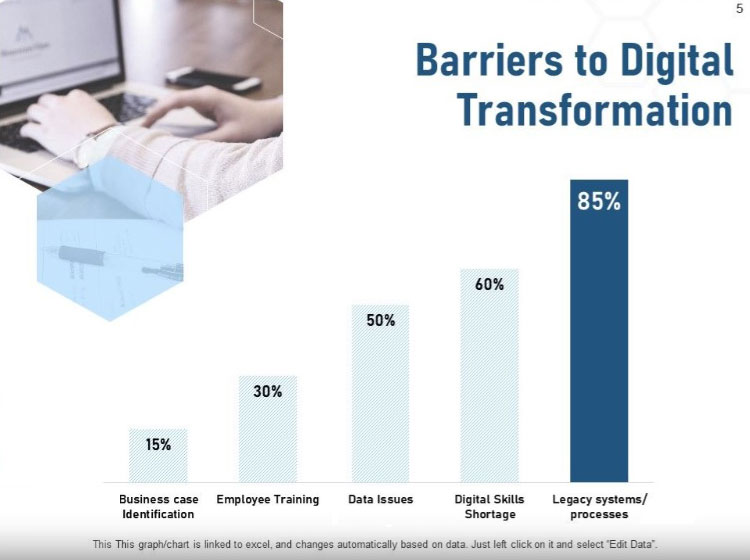 5
Barriers to Digital
Transformation
85%
60%
50%
30%
15%
Business case
Identification
Employee Training
Data Issues
Digital Skills
Shortage
Legacy systems/
processes
This This graph/chart is linked to excel, and changes automatically based on data. Just left click on it and select "Edit Data".